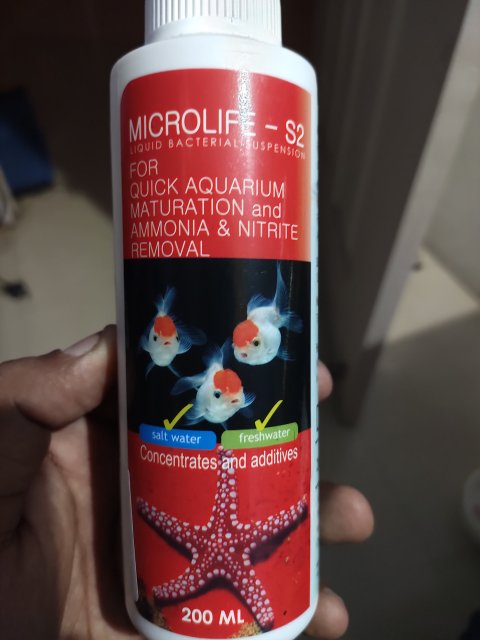 MICROLIFE - S2
LIQUID BACTERIAL SUSPENSION
FOR
QUICK AQUARIUM
MATURATION and
AMMONIA & NITRITE
REMOVAL
salt water
freshwater
Concentrates and additives
200 ML